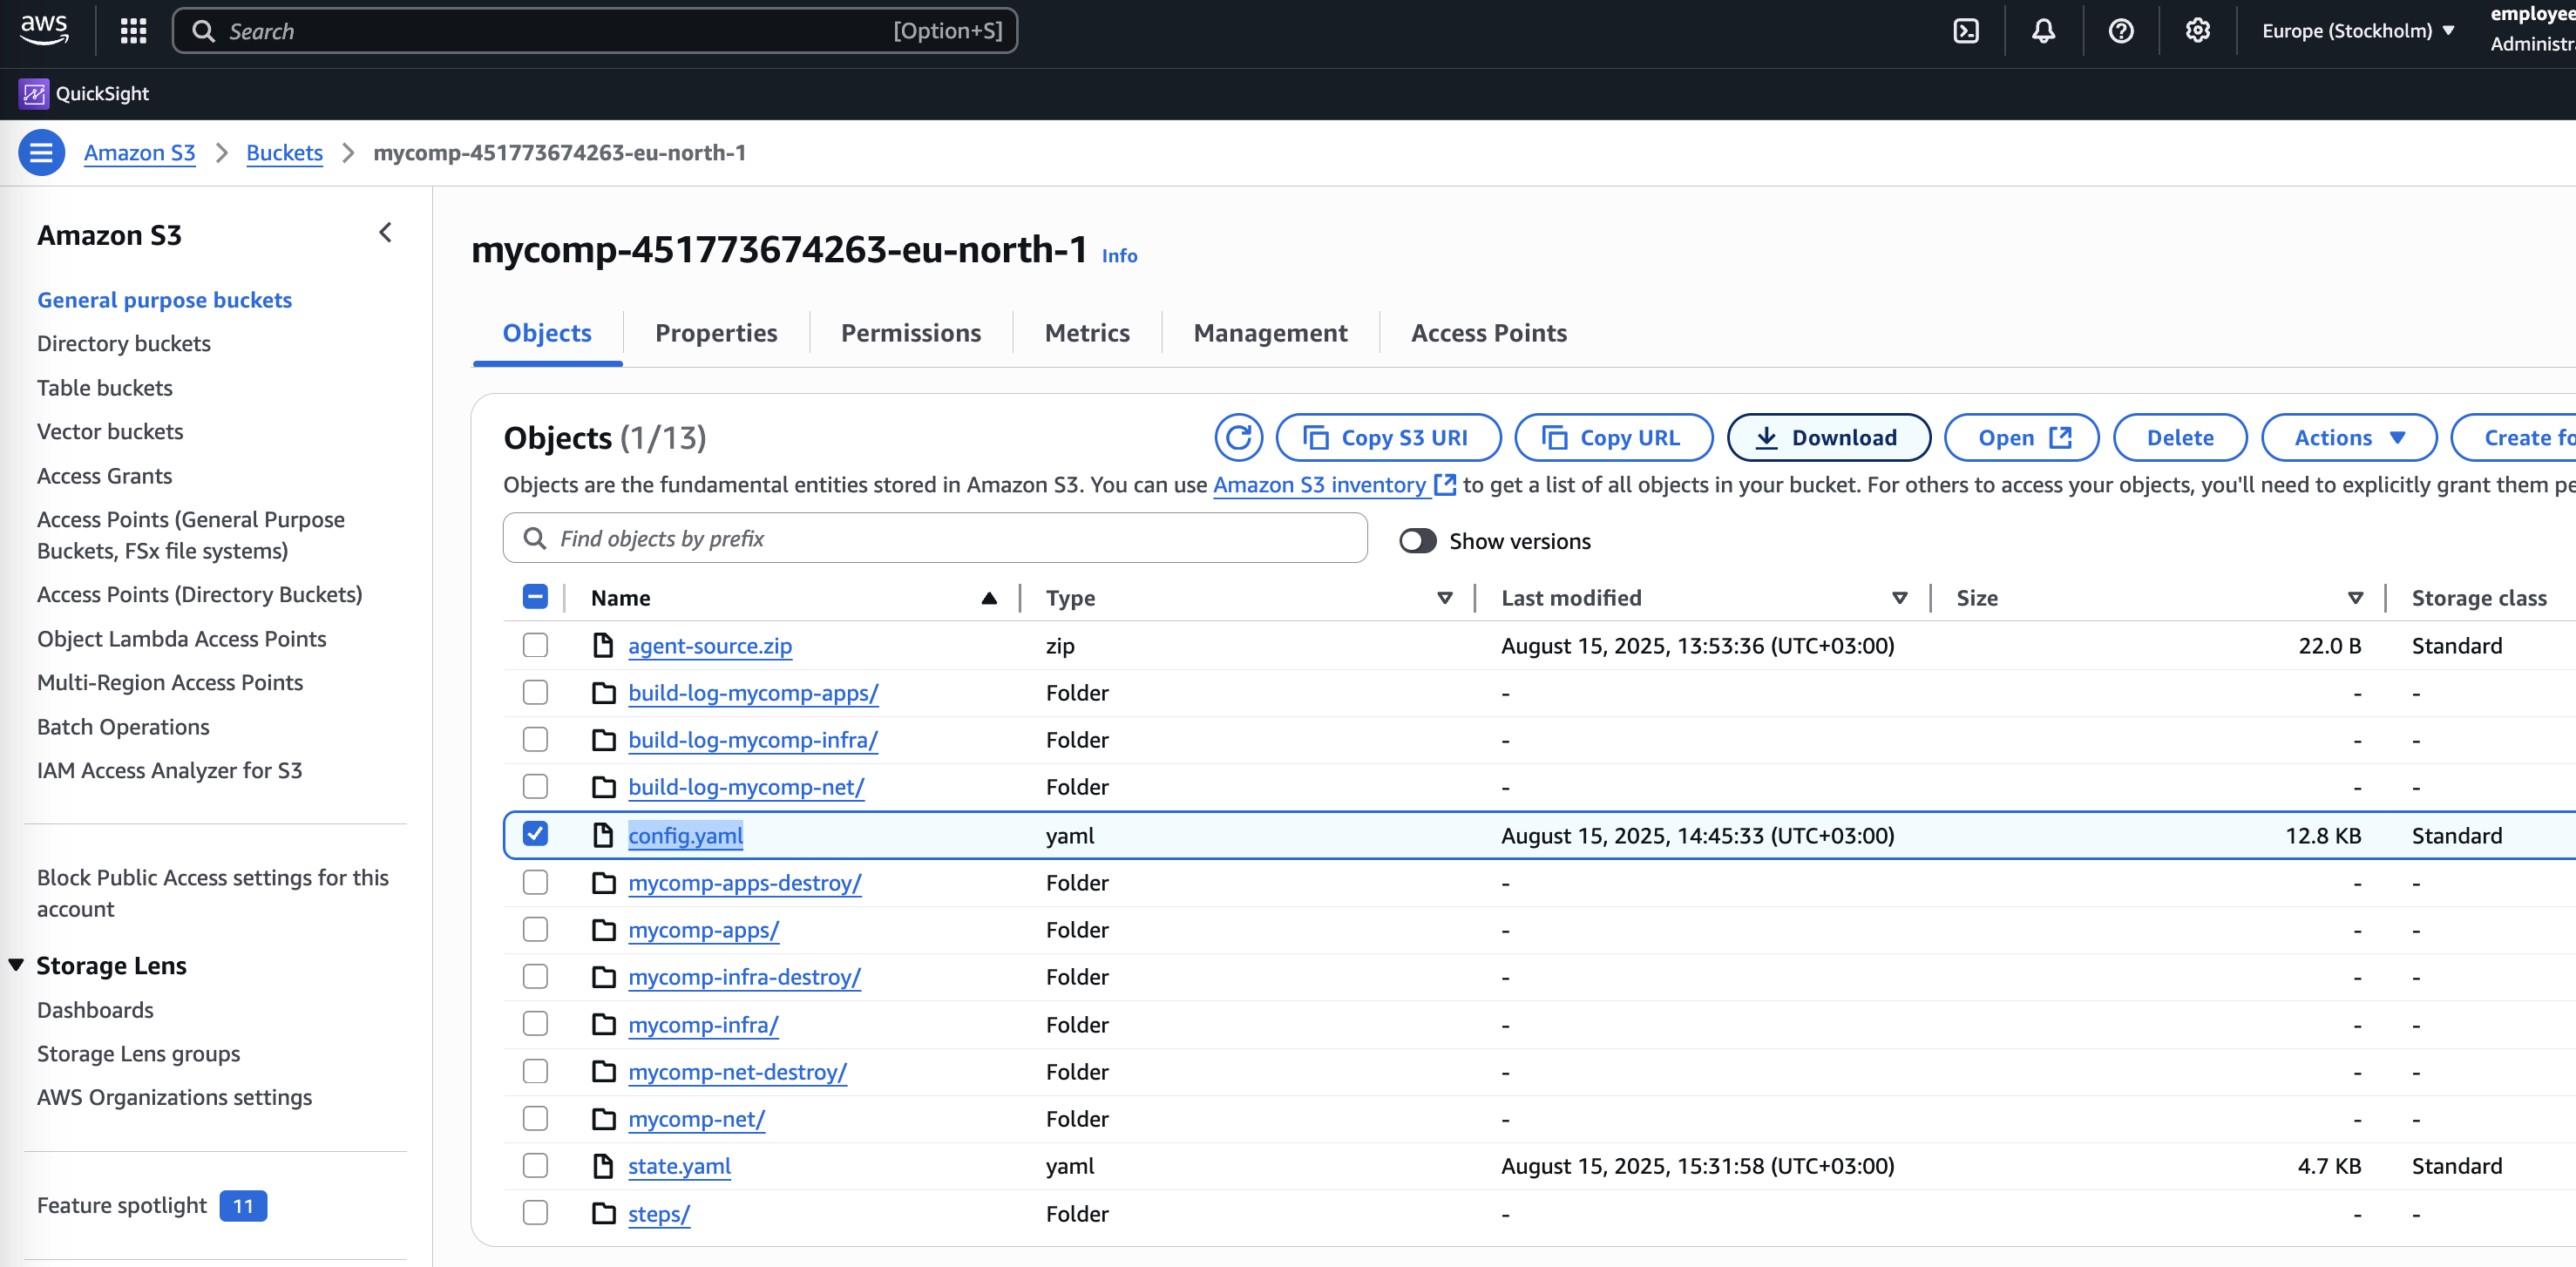 aws
Search [Option+S]
Europe (Stockholm)
employee
Administr
QuickSight
Amazon S3 > Buckets > mycomp-451773674263-eu-north-1
Amazon S3
General purpose buckets
Directory buckets
Table buckets
Vector buckets
Access Grants
Access Points (General Purpose
Buckets, FSx file systems)
Access Points (Directory Buckets)
Object Lambda Access Points
Multi-Region Access Points
Batch Operations
IAM Access Analyzer for S3
Block Public Access settings for this
account
Storage Lens
Dashboards
Storage Lens groups
AWS Organizations settings
Feature spotlight 11
mycomp-451773674263-eu-north-1 Info
Objects Properties Permissions Metrics Management Access Points
Objects (1/13) Copy S3 URI Copy URL Download Open Delete Actions Create fo
Objects are the fundamental entities stored in Amazon S3. You can use Amazon S3 inventory to get a list of all objects in your bucket. For others to access your objects, you'll need to explicitly grant them pe
Find objects by prefix Show versions
Name Type Last modified Size Storage class
agent-source.zip zip August 15, 2025, 13:53:36 (UTC+03:00) 22.0 B Standard
build-log-mycomp-apps/ Folder - - -
build-log-mycomp-infra/ Folder - - -
build-log-mycomp-net/ Folder - - -
config.yaml yaml August 15, 2025, 14:45:33 (UTC+03:00) 12.8 KB Standard
mycomp-apps-destroy/ Folder - - -
mycomp-apps/ Folder - - -
mycomp-infra-destroy/ Folder - - -
mycomp-infra/ Folder - - -
mycomp-net-destroy/ Folder - - -
mycomp-net/ Folder - - -
state.yaml yaml August 15, 2025, 15:31:58 (UTC+03:00) 4.7 KB Standard
steps/ Folder - - -